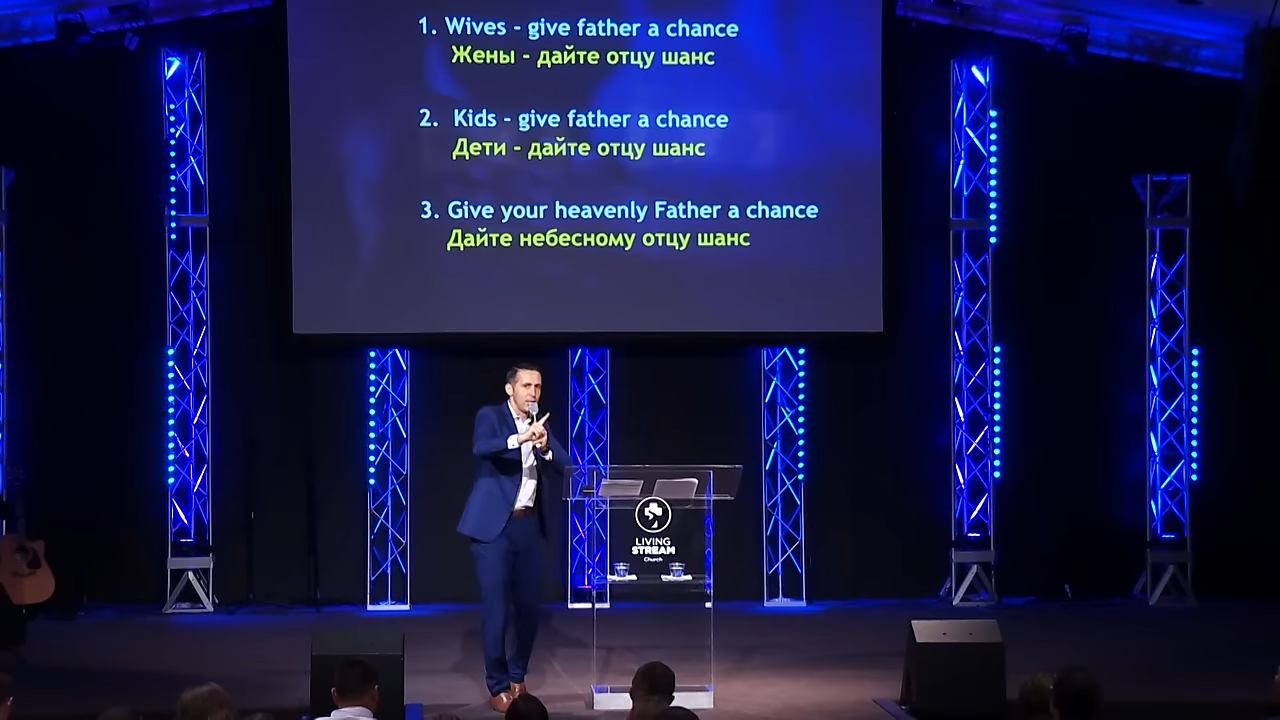 1. Wives - give father a chance
Жены - дайте отцу шанс
2. Kids - give father a chance
Дети - дайте отцу шанс
3. Give your heavenly Father a chance
Дайте небесному отцу шанс
LIVING
STREAM
Church